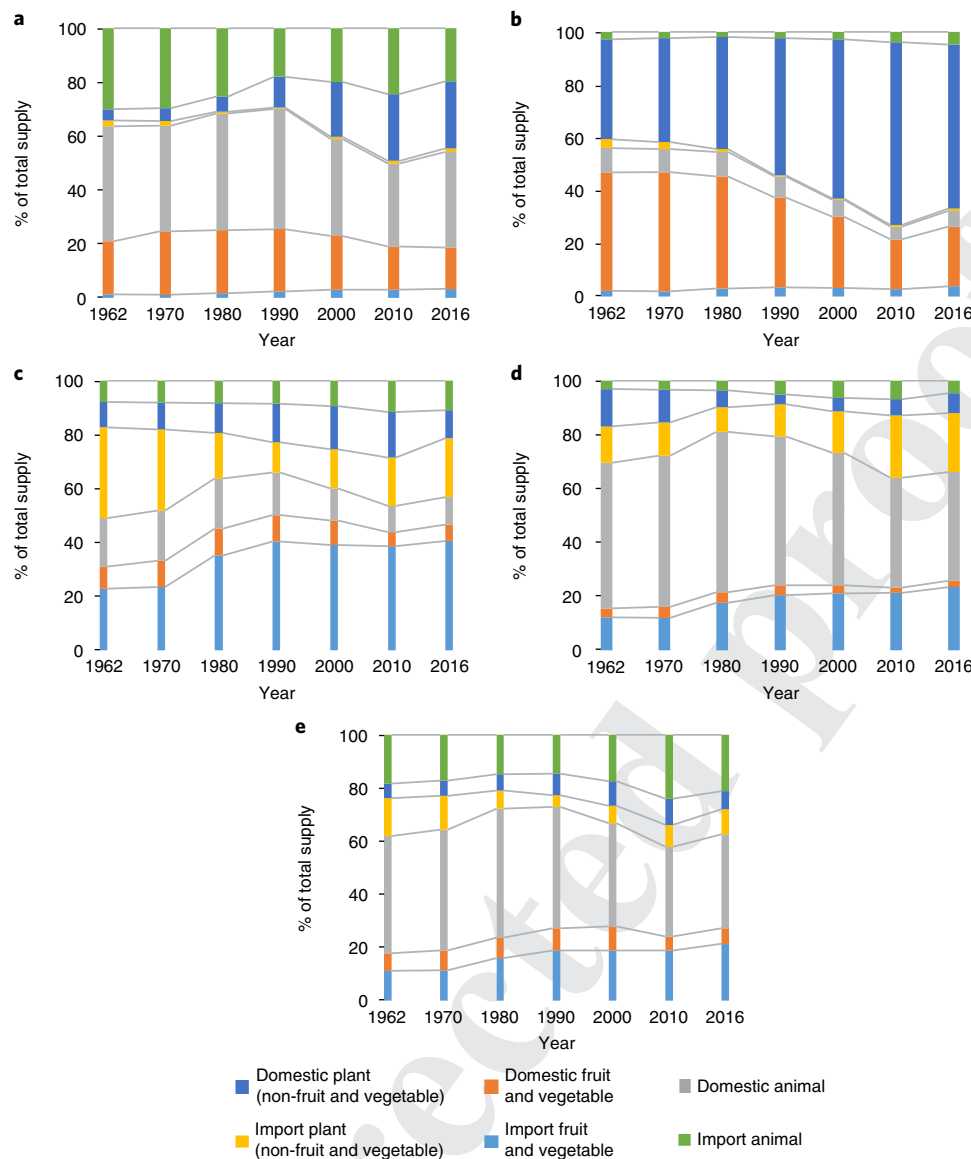 a
100
80
60
40
20
0
% of total supply
1962 1970 1980 1990 2000 2010 2016
Year
b
100
80
60
40
20
0
% of total supply
1962 1970 1980 1990 2000 2010 2016
Year
c
100
80
60
40
20
0
% of total supply
1962 1970 1980 1990 2000 2010 2016
Year
d
100
80
60
40
20
0
% of total supply
1962 1970 1980 1990 2000 2010 2016
Year
e
100
80
60
40
20
0
% of total supply
1962 1970 1980 1990 2000 2010 2016
Year
Domestic plant
(non-fruit and vegetable)
Domestic fruit
and vegetable
Domestic animal
Import plant
(non-fruit and vegetable)
Import fruit
and vegetable
Import animal